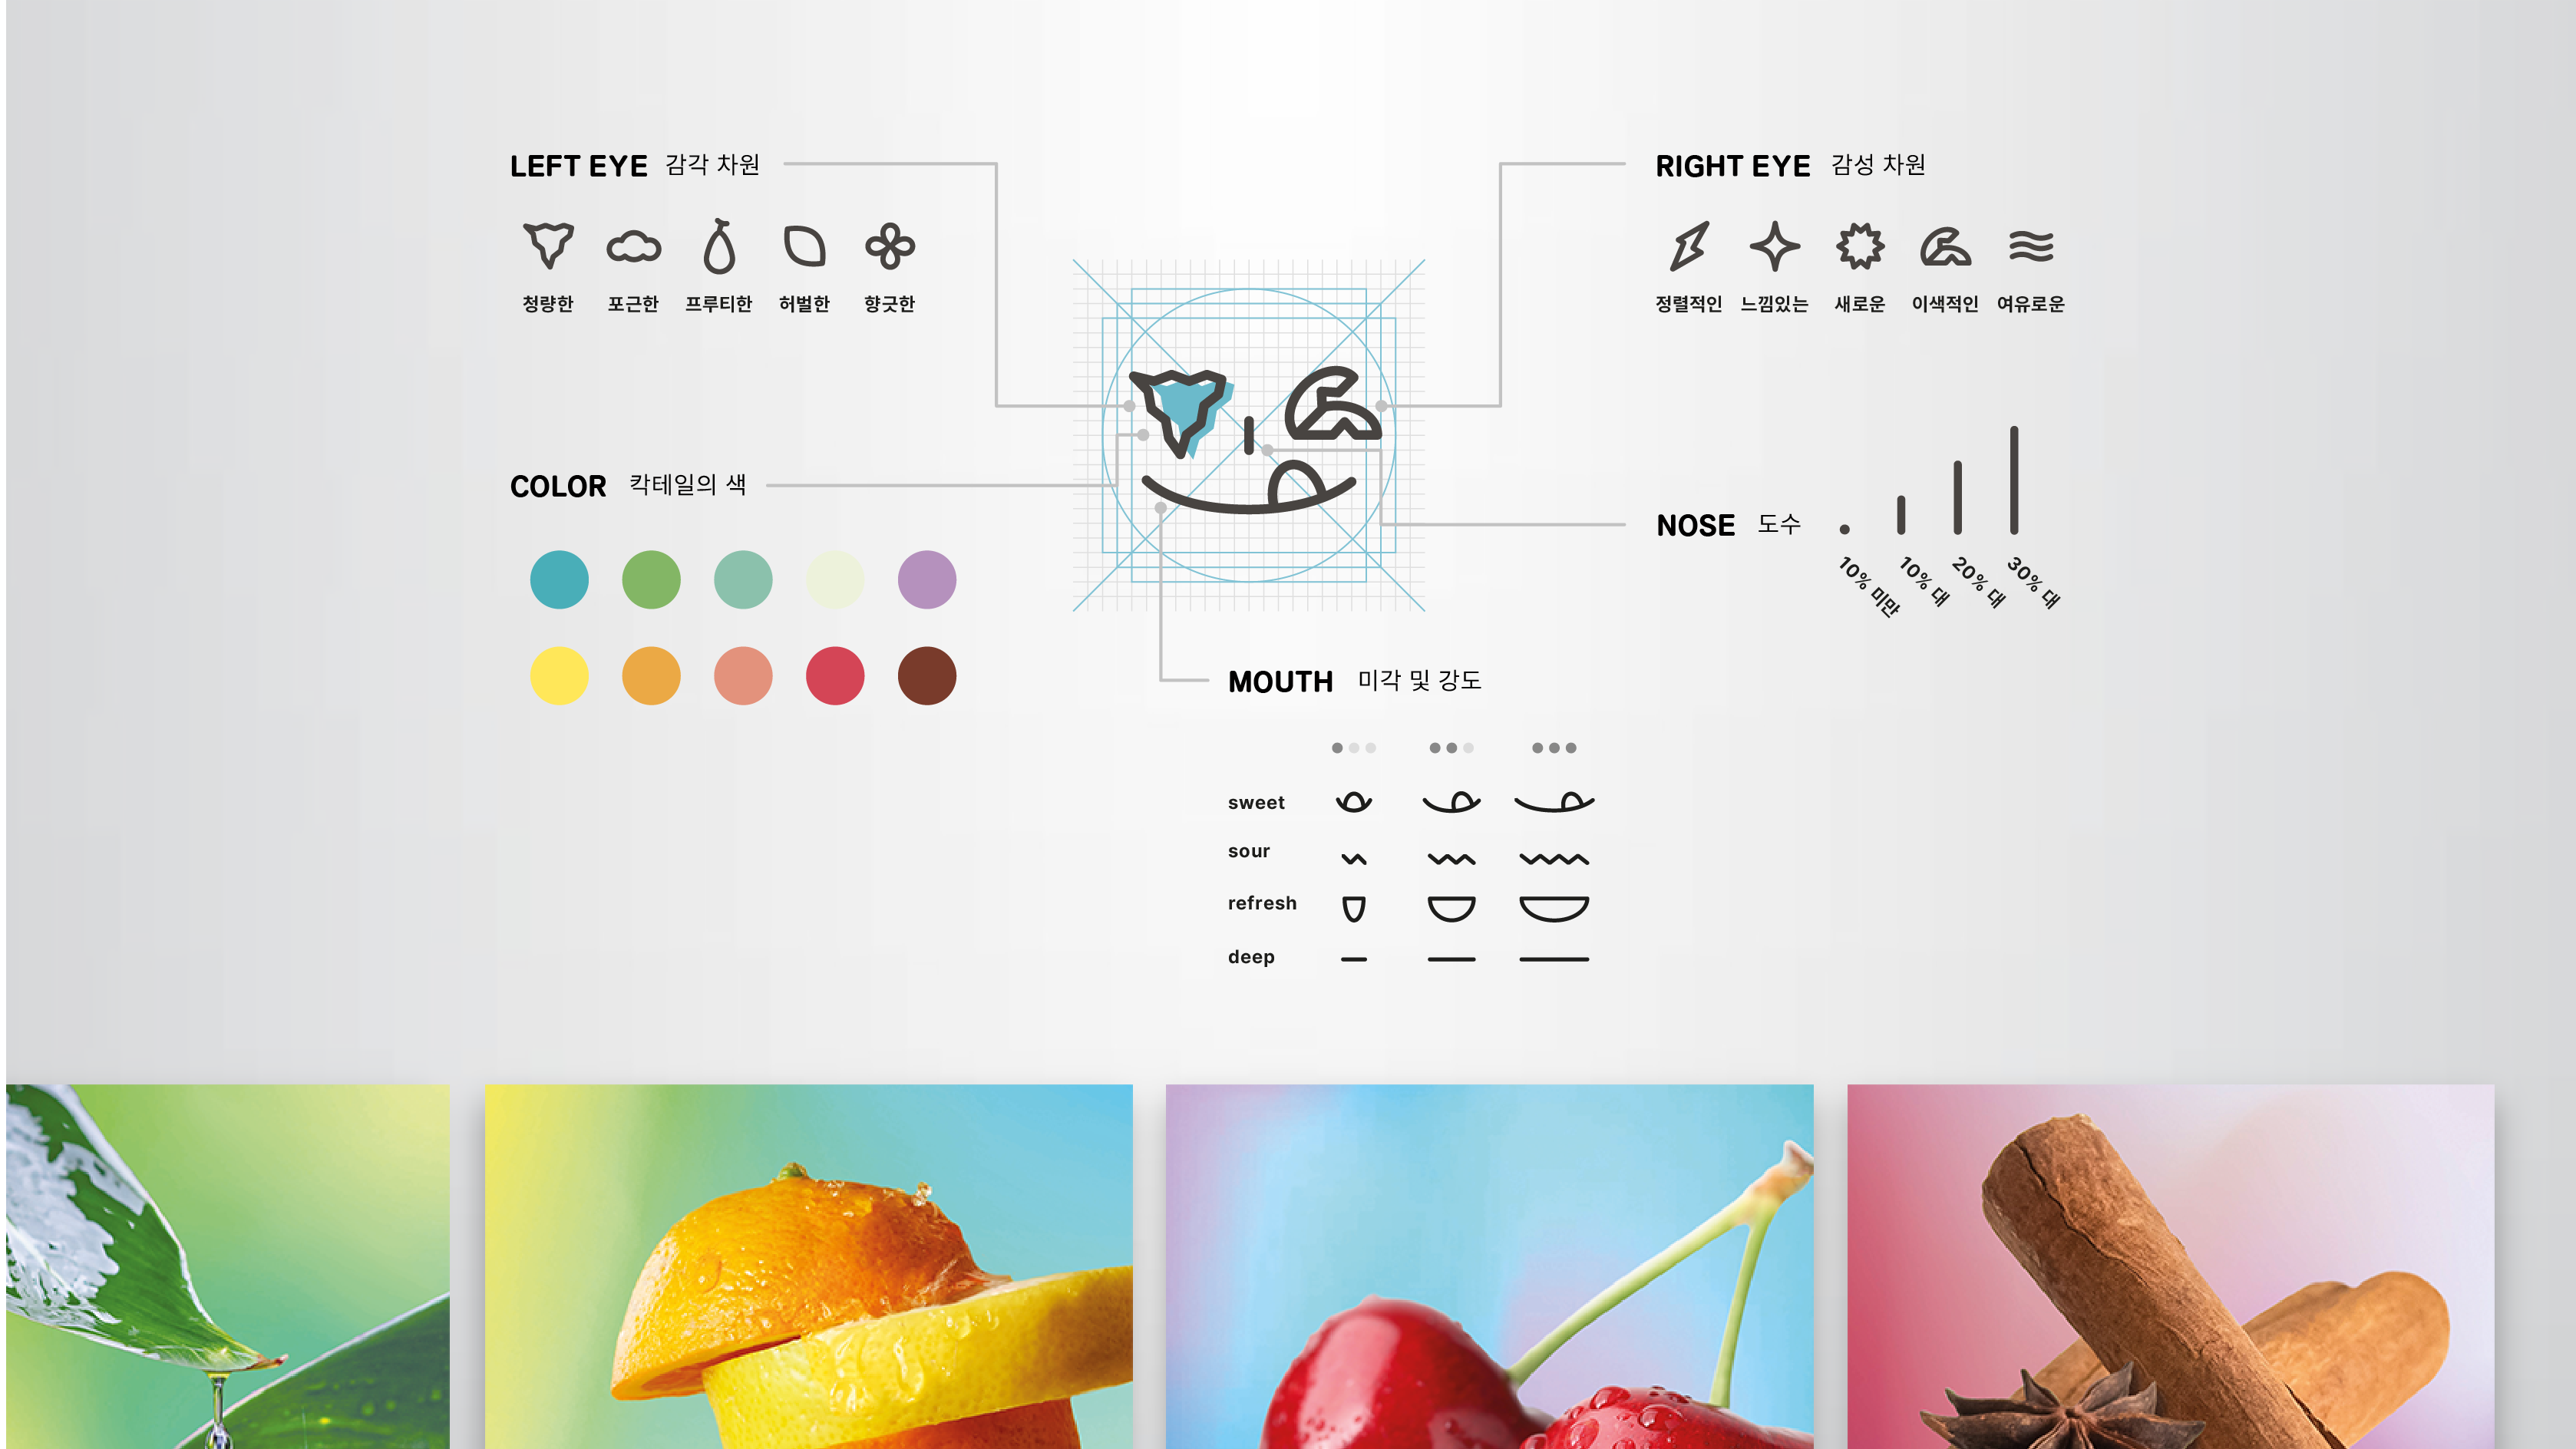 LEFT EYE 감각 차원
청량한 포근한 프루티한 허벌한 향긋한
RIGHT EYE 감성 차원
정렬적인 느낌있는 새로운 이색적인 여유로운
COLOR 칵테일의 색
NOSE 도수
10% 미만 10% 대 20% 대 30% 대
MOUTH 미각 및 강도
sweet
sour
refresh
deep